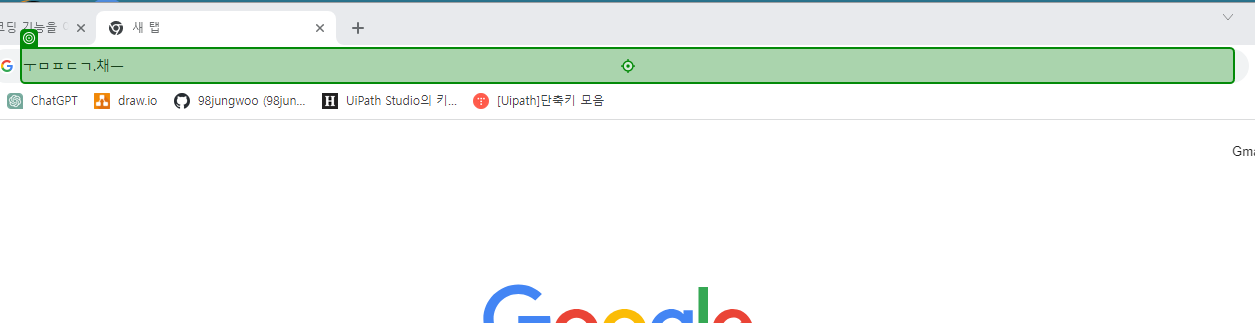 코딩 기능을
새 탭
ㅜㅁㅍㄷㄱ.채ㅡ
ChatGPT
draw.io
98jungwoo (98jun...
UiPath Studio의 키...
[Uipath]단축키 모음
Gma
Google